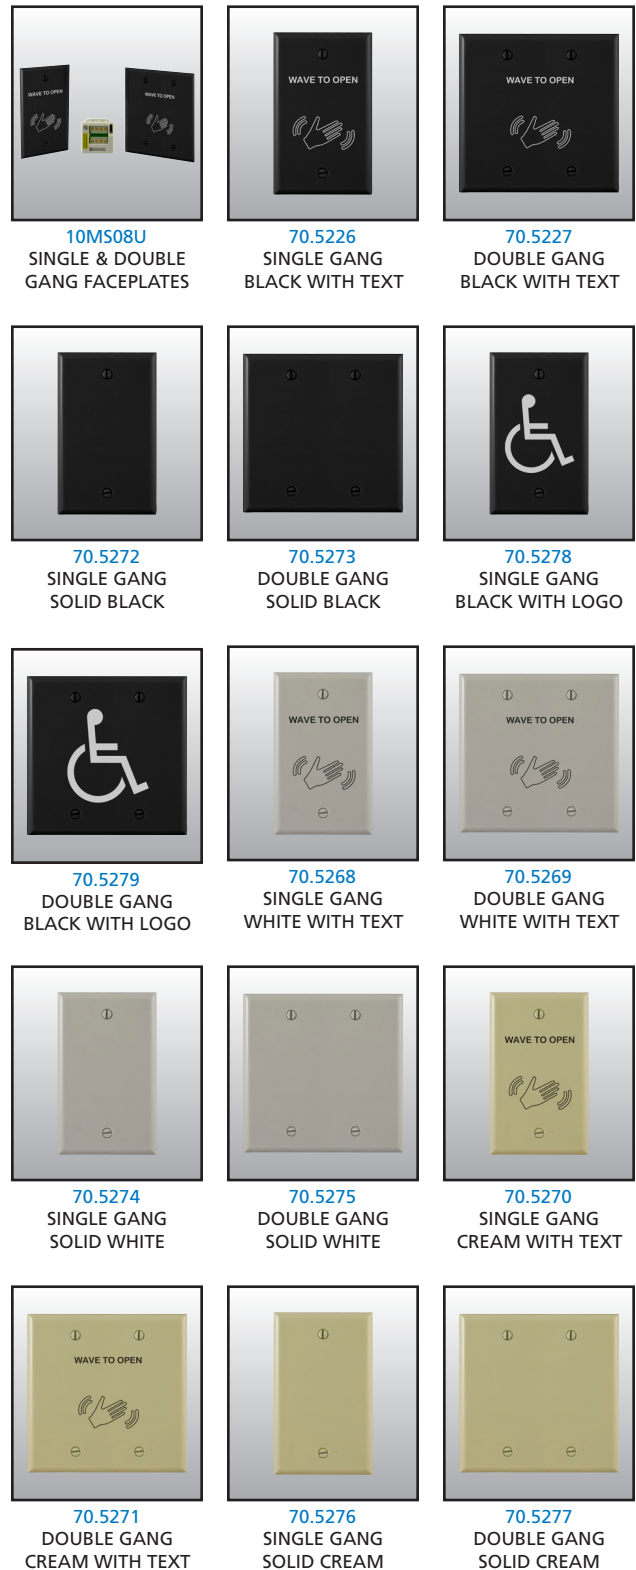 WAVE TO OPEN
WAVE TO OPEN
10MS08U
SINGLE & DOUBLE
GANG FACEPLATES
WAVE TO OPEN
70.5226
SINGLE GANG
BLACK WITH TEXT
WAVE TO OPEN
70.5227
DOUBLE GANG
BLACK WITH TEXT
70.5272
SINGLE GANG
SOLID BLACK
70.5273
DOUBLE GANG
SOLID BLACK
70.5278
SINGLE GANG
BLACK WITH LOGO
70.5279
DOUBLE GANG
BLACK WITH LOGO
WAVE TO OPEN
70.5268
SINGLE GANG
WHITE WITH TEXT
WAVE TO OPEN
70.5269
DOUBLE GANG
WHITE WITH TEXT
70.5274
SINGLE GANG
SOLID WHITE
70.5275
DOUBLE GANG
SOLID WHITE
WAVE TO OPEN
70.5270
SINGLE GANG
CREAM WITH TEXT
WAVE TO OPEN
70.5271
DOUBLE GANG
CREAM WITH TEXT
70.5276
SINGLE GANG
SOLID CREAM
70.5277
DOUBLE GANG
SOLID CREAM